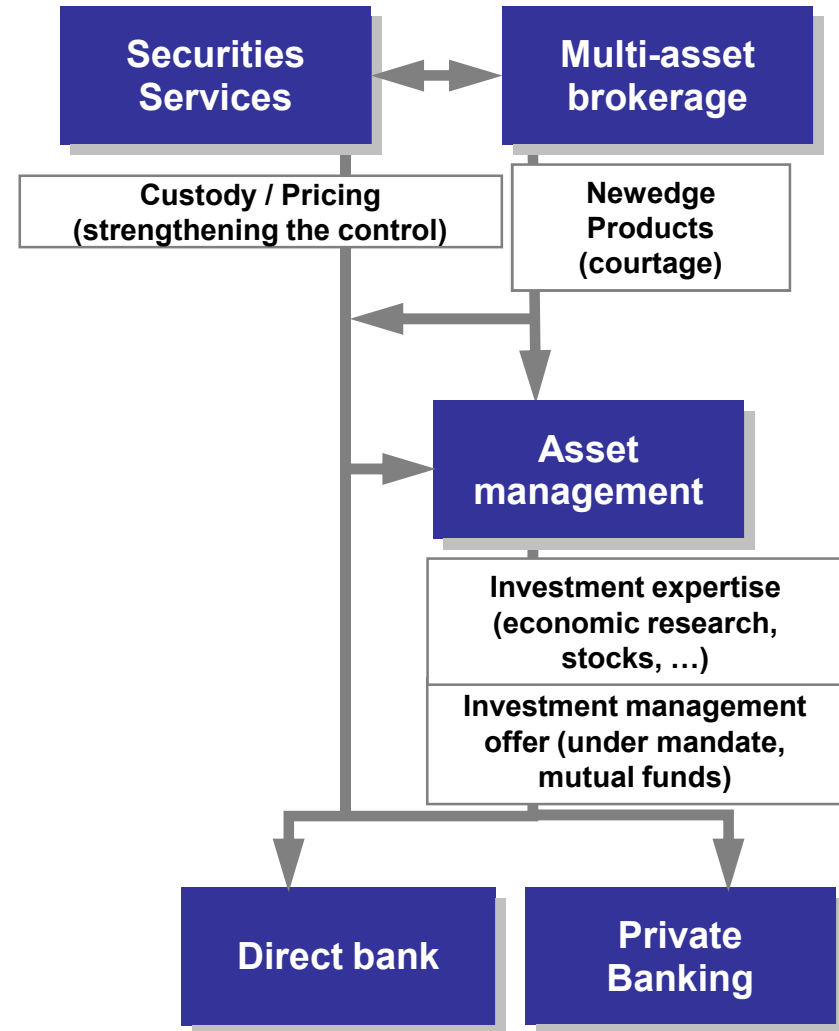 Securities
Services
Multi-asset
brokerage
Custody / Pricing
(strengthening the control)
Newedge
Products
(courtage)
Asset
management
Investment expertise
(economic research,
stocks, …)
Investment management
offer (under mandate,
mutual funds)
Direct bank
Private
Banking